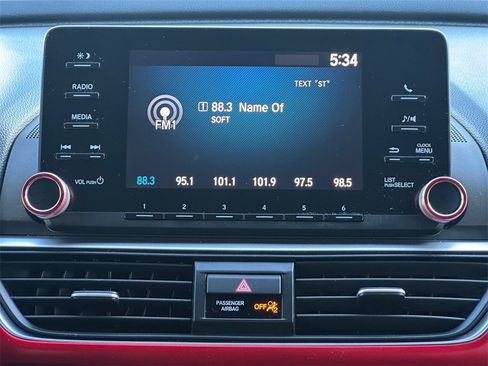 5:34
TEXT "ST"
1 88.3 Name Of
SOFT
FM1
88.3 95.1 101.1 101.9 97.5 98.5
RADIO
MEDIA
VOL PUSH
CLOCK
MENU
LIST
PUSH SELECT
1 2 3 4 5 6
PASSENGER
AIRBAG
OFF
2